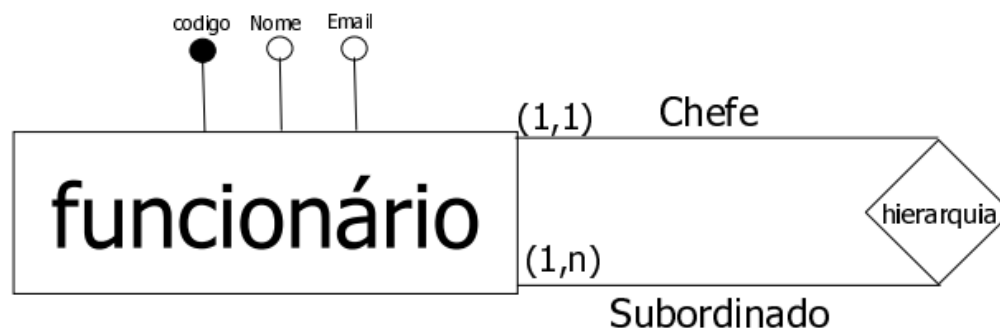 codigo Nome Email
(1,1) Chefe
funcionário
hierarquia
(1,n)
Subordinado